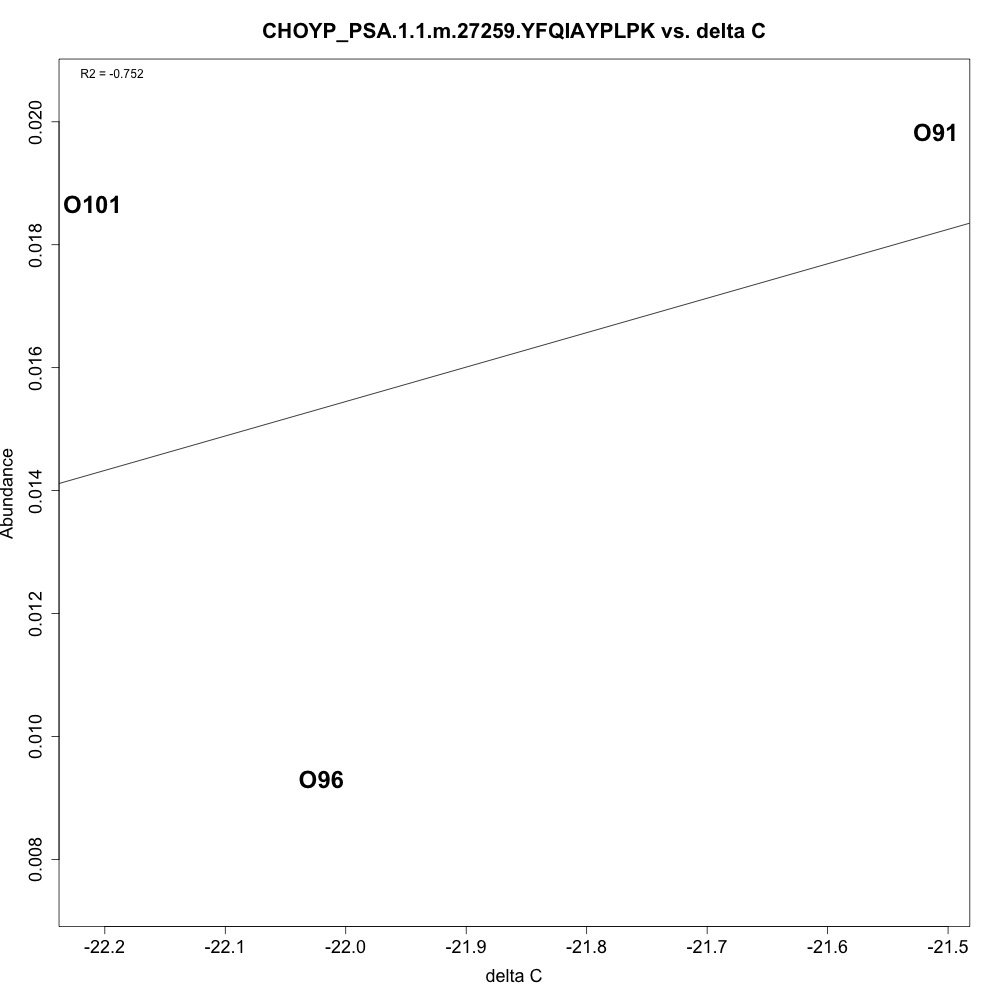 CHOYP_PSA.1.1.m.27259.YFQIAYPLPK vs. delta C
R2 = -0.752
O91
O101
O96
Abundance
0.020
0.018
0.016
0.014
0.012
0.010
0.008
-22.2 -22.1 -22.0 -21.9 -21.8 -21.7 -21.6 -21.5
delta C